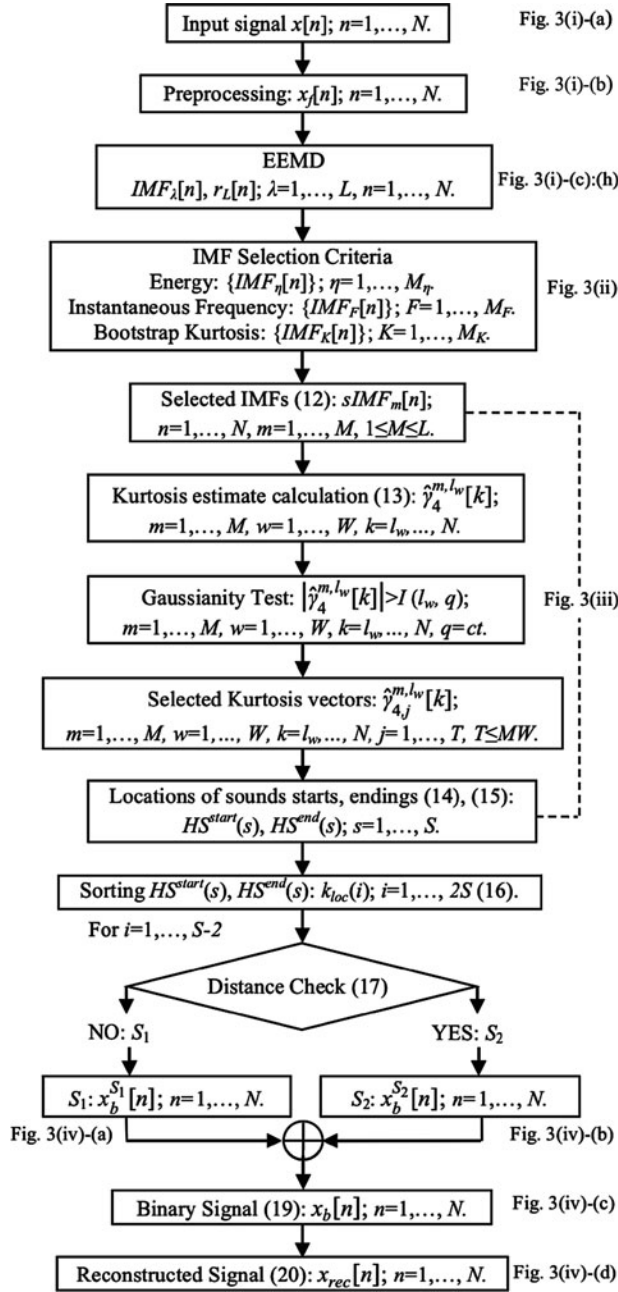 Input signal x[n]; n=1,…, N.
Fig. 3(i)-(a)
Preprocessing: x_f[n]; n=1,…, N.
Fig. 3(i)-(b)
EEMD
IMF_λ[n], r_L[n]; λ=1,…, L, n=1,…, N.
Fig. 3(i)-(c):(h)
IMF Selection Criteria
Energy: {IMF_η[n]}; η=1,…, M_η.
Instantaneous Frequency: {IMF_F[n]}; F=1,…, M_F.
Bootstrap Kurtosis: {IMF_K[n]}; K=1,…, M_K.
Fig. 3(ii)
Selected IMFs (12): sIMF_m[n];
n=1,…, N, m=1,…, M, 1≤M≤L.
Kurtosis estimate calculation (13): γ̂_4^{m,l_w}[k];
m=1,…, M, w=1,…, W, k=l_w,…, N.
Gaussianity Test: |γ̂_4^{m,l_w}[k]|>I (l_w, q);
m=1,…, M, w=1,…, W, k=l_w,…, N, q=ct.
Fig. 3(iii)
Selected Kurtosis vectors: γ̂_{4,j}^{m,l_w}[k];
m=1,…, M, w=1,…, W, k=l_w,…, N, j=1,…, T, T≤MW.
Locations of sounds starts, endings (14), (15):
HS^{start}(s), HS^{end}(s); s=1,…, S.
Sorting HS^{start}(s), HS^{end}(s): k_{loc}(i); i=1,…, 2S (16).
For i=1,…, S-2
Distance Check (17)
NO: S_1
YES: S_2
S_1: x_b^{S_1}[n]; n=1,…, N.
S_2: x_b^{S_2}[n]; n=1,…, N.
Fig. 3(iv)-(a)
Fig. 3(iv)-(b)
Binary Signal (19): x_b[n]; n=1,…, N.
Fig. 3(iv)-(c)
Reconstructed Signal (20): x_{rec}[n]; n=1,…, N.
Fig. 3(iv)-(d)